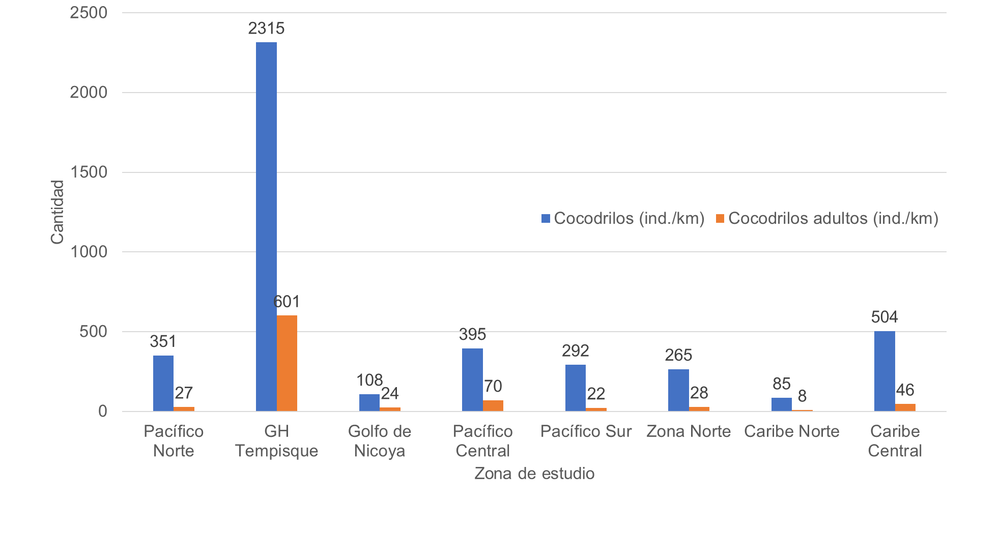 2500
2000
1500
1000
500
0
Cantidad
2315
601
351
27
108
24
395
70
292
22
265
28
85
8
504
46
Cocodrilos (ind./km)
Cocodrilos adultos (ind./km)
Pacífico
Norte
GH
Tempisque
Golfo de
Nicoya
Pacífico
Central
Pacífico Sur
Zona Norte
Caribe Norte
Caribe
Central
Zona de estudio